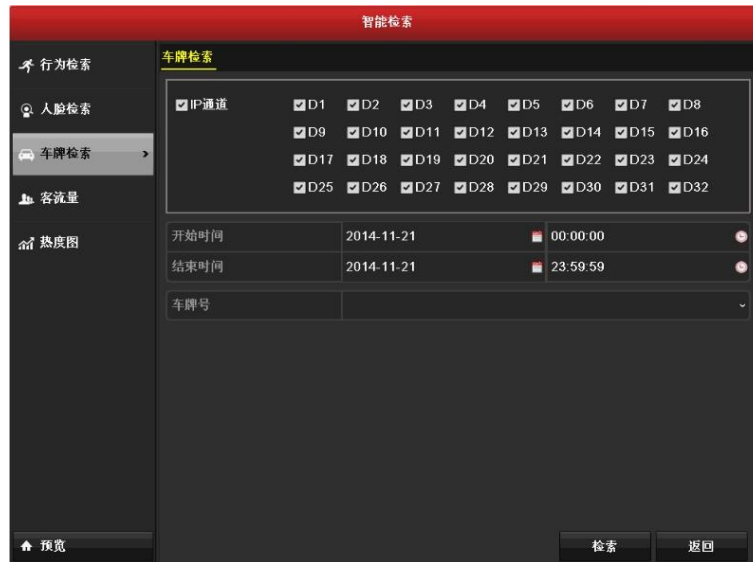 智能检索
行为检索
人脸检索
车牌检索
客流量
热度图
预览
车牌检索
IP通道 D1 D2 D3 D4 D5 D6 D7 D8
D9 D10 D11 D12 D13 D14 D15 D16
D17 D18 D19 D20 D21 D22 D23 D24
D25 D26 D27 D28 D29 D30 D31 D32
开始时间 2014-11-21 00:00:00
结束时间 2014-11-21 23:59:59
车牌号
检索 返回